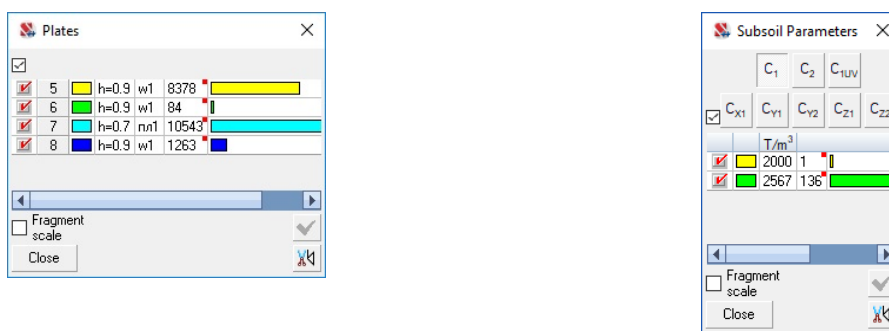 Plates
5 h=0.9 w1 8378
6 h=0.9 w1 84
7 h=0.7 пл1 10543
8 h=0.9 w1 1263
Fragment
scale
Close
Subsoil Parameters
C1 C2 C1UV
CX1 CY1 CY2 CZ1 CZ2
T/m³
2000 1
2567 136
Fragment
scale
Close